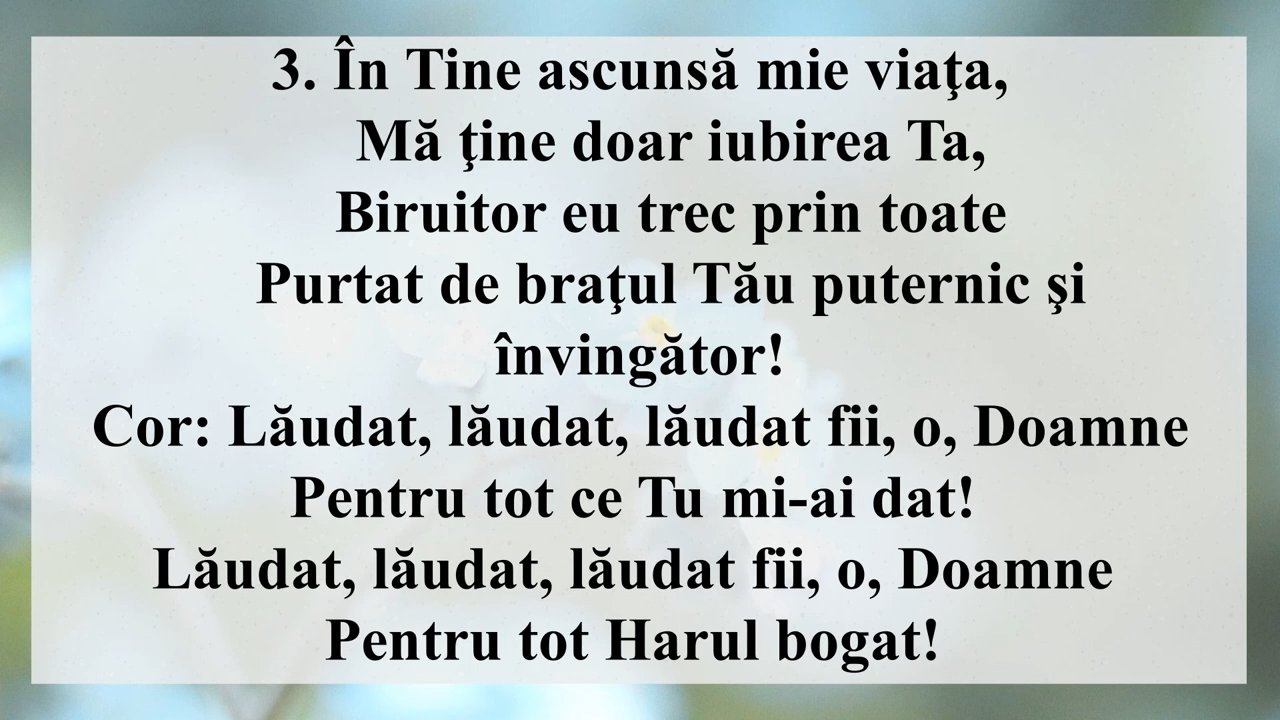 3. În Tine ascunsă mie viaţa,
Mă ţine doar iubirea Ta,
Biruitor eu trec prin toate
Purtat de braţul Tău puternic şi
învingător!
Cor: Lăudat, lăudat, lăudat fii, o, Doamne
Pentru tot ce Tu mi-ai dat!
Lăudat, lăudat, lăudat fii, o, Doamne
Pentru tot Harul bogat!